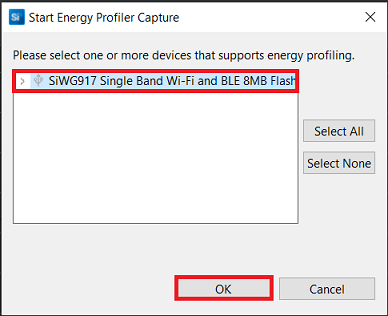 Si Start Energy Profiler Capture
Please select one or more devices that supports energy profiling.
SiWG917 Single Band Wi-Fi and BLE 8MB Flash
Select All
Select None
OK
Cancel